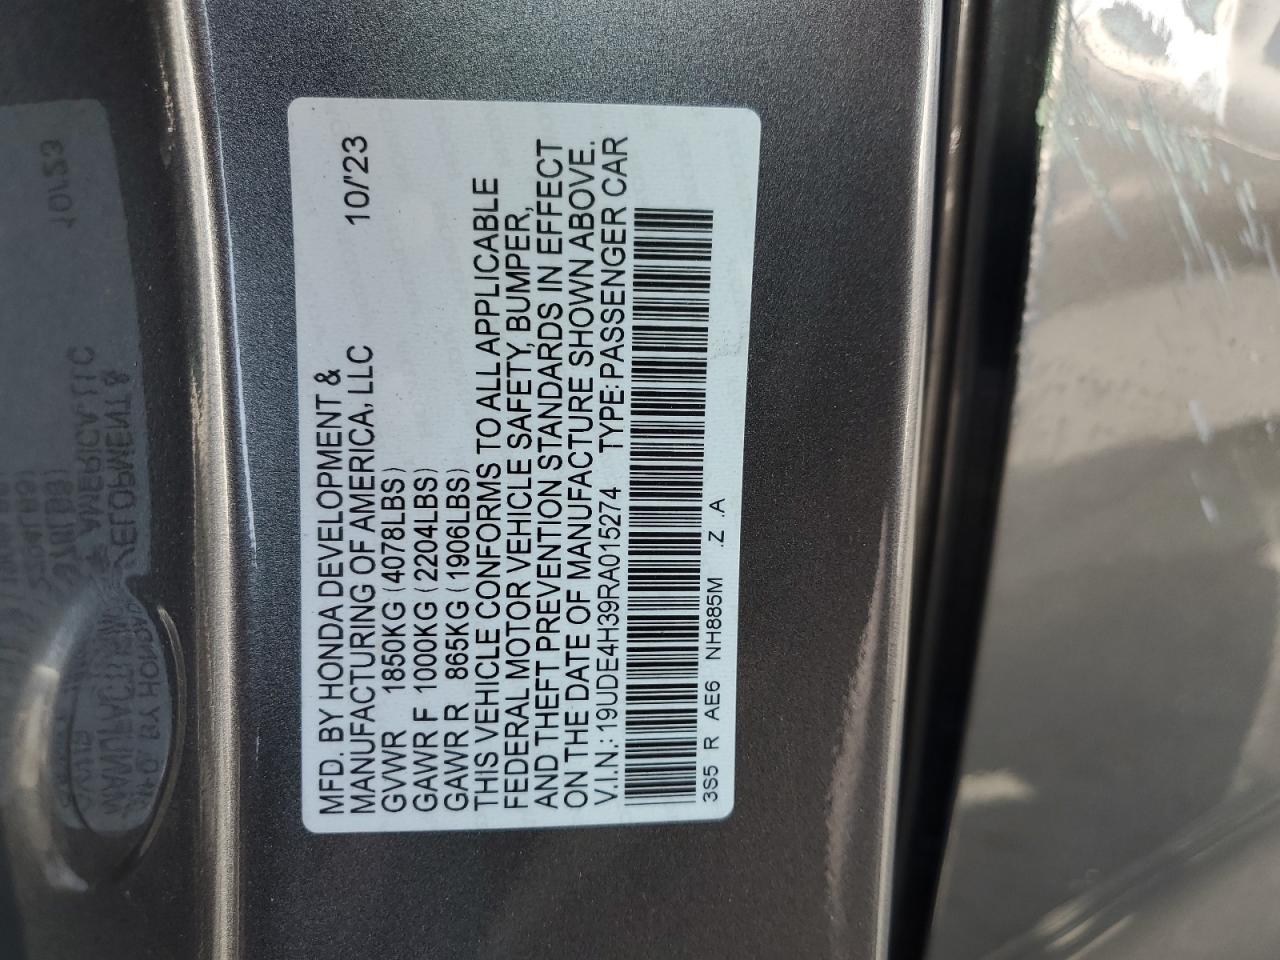 MFD. BY HONDA DEVELOPMENT & 10/'23
MANUFACTURING OF AMERICA, LLC
GVWR 1850KG (4078LBS)
GAWR F 1000KG (2204LBS)
GAWR R 865KG (1906LBS)
THIS VEHICLE CONFORMS TO ALL APPLICABLE
FEDERAL MOTOR VEHICLE SAFETY, BUMPER,
AND THEFT PREVENTION STANDARDS IN EFFECT
ON THE DATE OF MANUFACTURE SHOWN ABOVE.
V.I.N.: 19UDE4H39RA015274 TYPE: PASSENGER CAR
3S5 R AE6 NH885M .Z .A